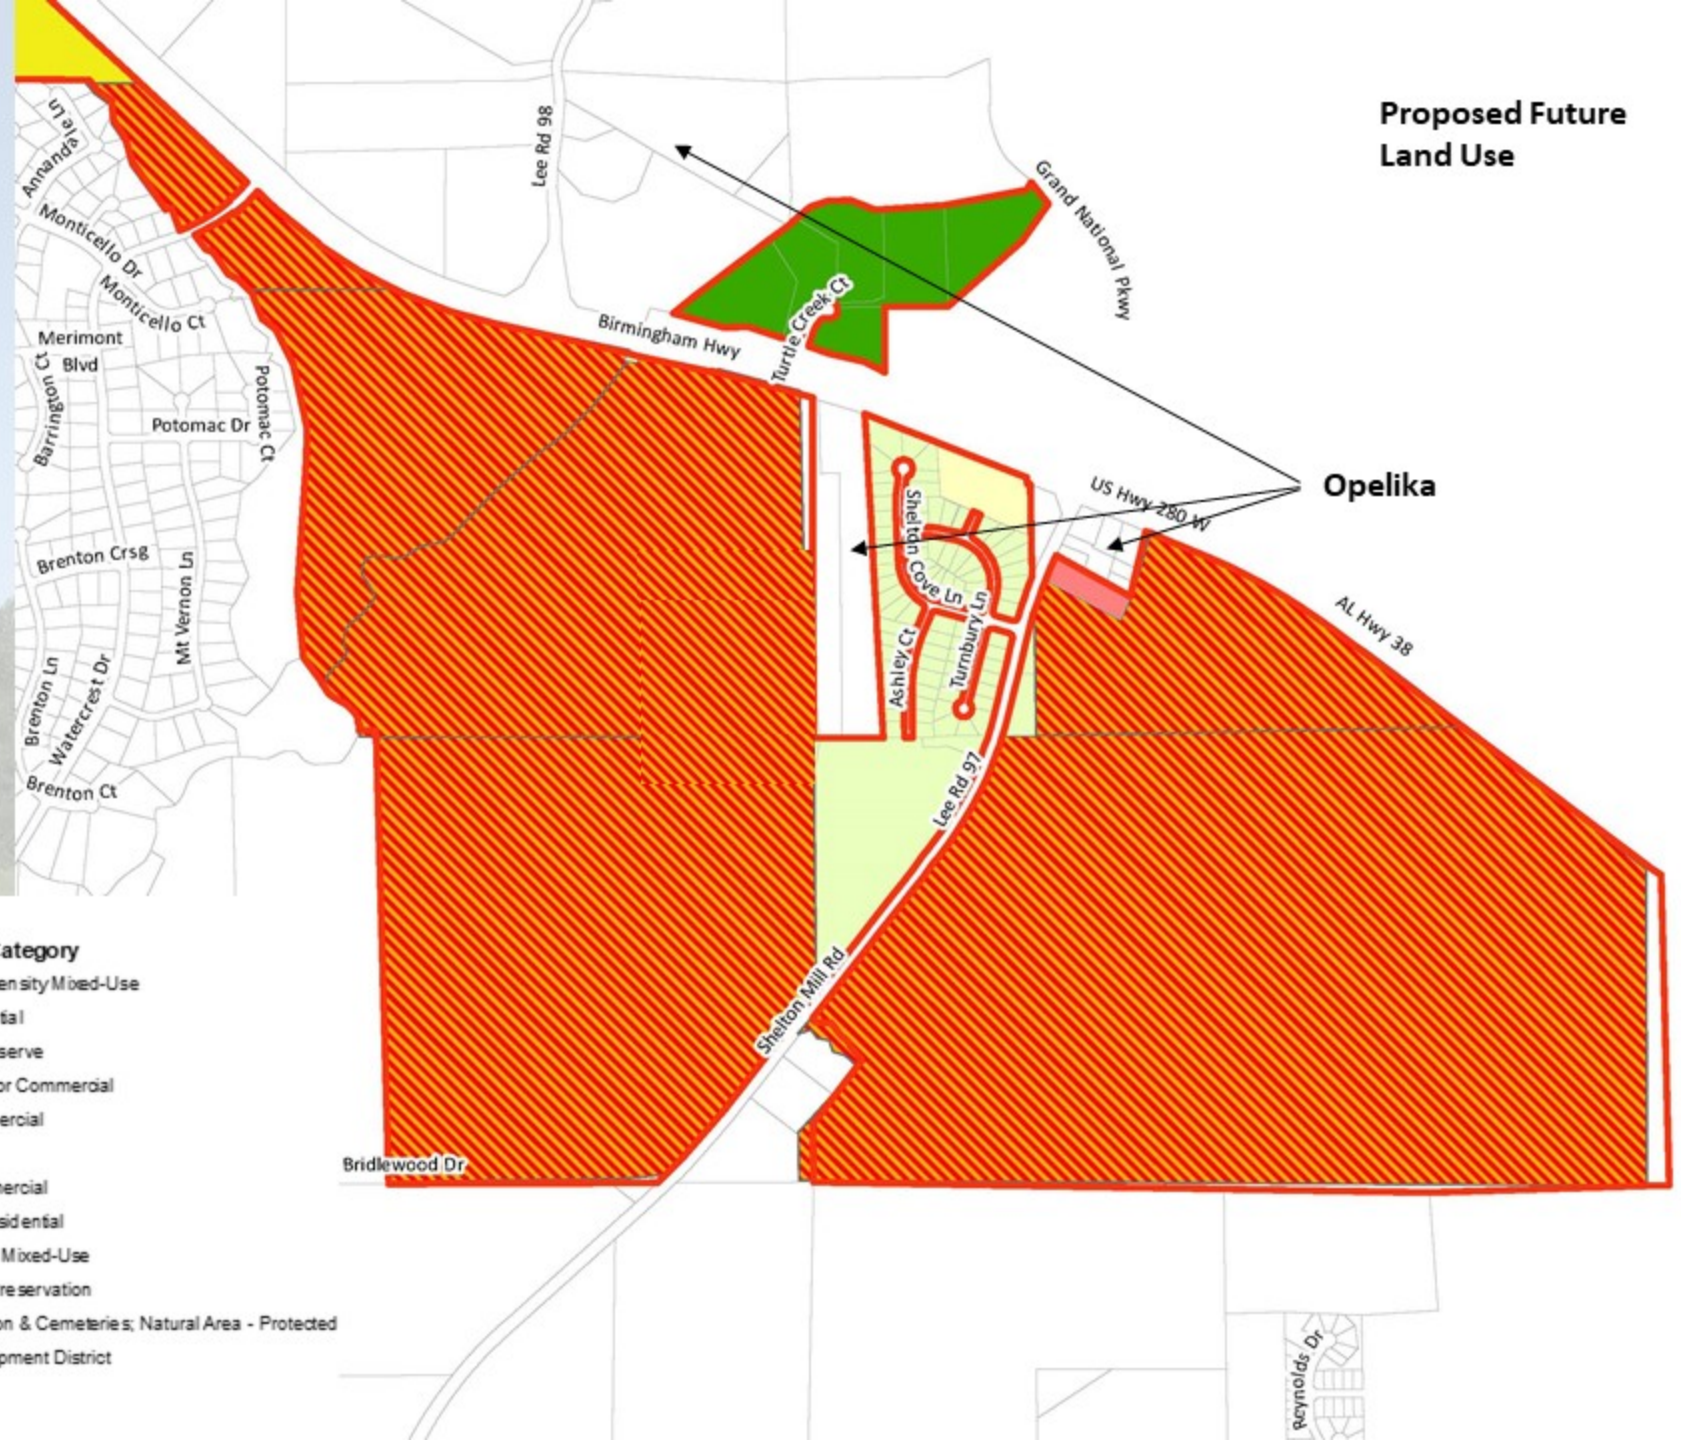 Proposed Future
Land Use
Annandale Ln
Lee Rd 98
Grand National Pkwy
Monticello Dr
Monticello Ct
Turtle Creek Ct
Birmingham Hwy
Merimont
Blvd
Barrington Ct
Potomac Ct
Potomac Dr
Opelika
US Hwy 280 W
Shelton Cove Ln
AL Hwy 38
Brenton Crsg
Mt Vernon Ln
Turnbury Ln
Ashley Ct
Brenton Ln
Watercrest Dr
Brenton Ct
Lee Rd 97
Shelton Mill Rd
Bridlewood Dr
Reynolds Dr
ategory
ensity Mixed-Use
tial
serve
or Commercial
ercial
ercial
sidential
Mixed-Use
reservation
on & Cemeteries; Natural Area - Protected
pment District